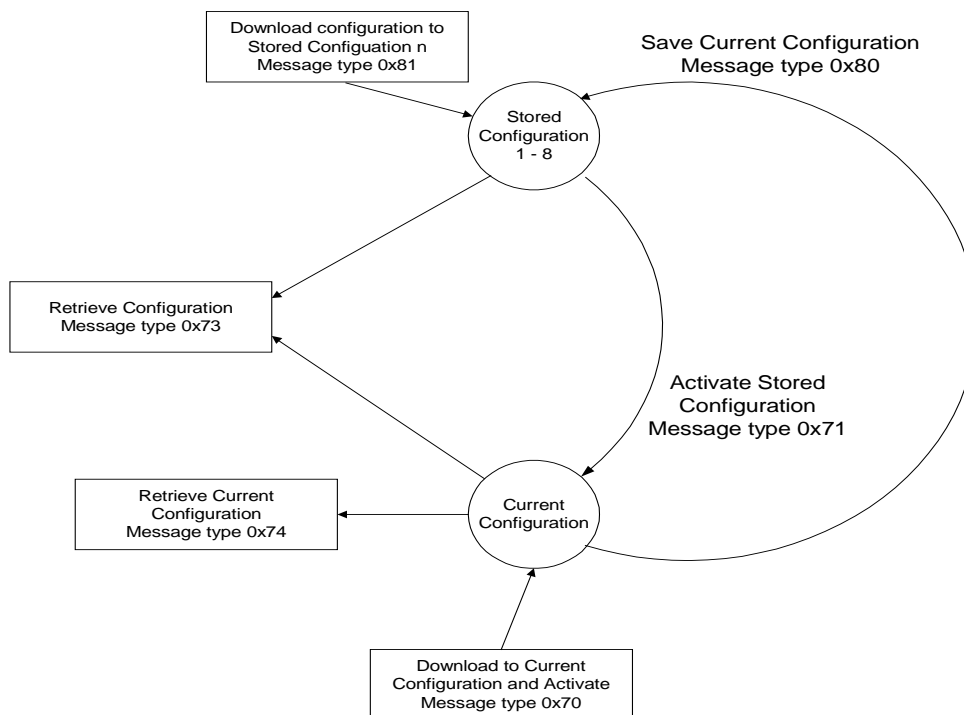 Download configuration to
Stored Configuation n
Message type 0x81
Save Current Configuration
Message type 0x80
Stored
Configuration
1 - 8
Retrieve Configuration
Message type 0x73
Activate Stored
Configuration
Message type 0x71
Retrieve Current
Configuration
Message type 0x74
Current
Configuration
Download to Current
Configuration and Activate
Message type 0x70